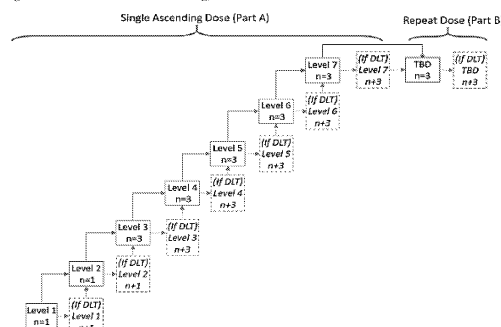 Single Ascending Dose (Part A)
Repeat Dose (Part B
Level 7
n=3
(If DLT)
Level 7
n+3
TBD
n=3
(If DLT)
TBD
n+3
Level 6
n=3
(If DLT)
Level 6
n+3
Level 5
n=3
(If DLT)
Level 5
n+3
Level 4
n=3
(If DLT)
Level 4
n+3
Level 3
n=3
(If DLT)
Level 3
n+3
Level 2
n=1
(If DLT)
Level 2
n+1
Level 1
n=1
(If DLT)
Level 1